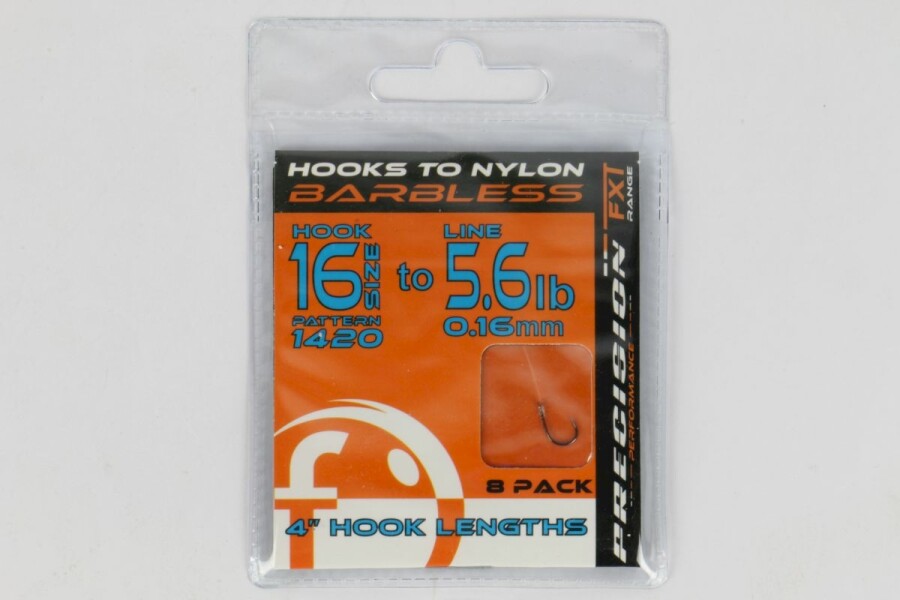 HOOKS TO NYLON
BARBLESS
HOOK
16 SIZE
PATTERN
1420
to
LINE
5.6lb
0.16mm
8 PACK
4" HOOK LENGTHS
f
FXT
RANGE
PRECISION
PERFORMANCE